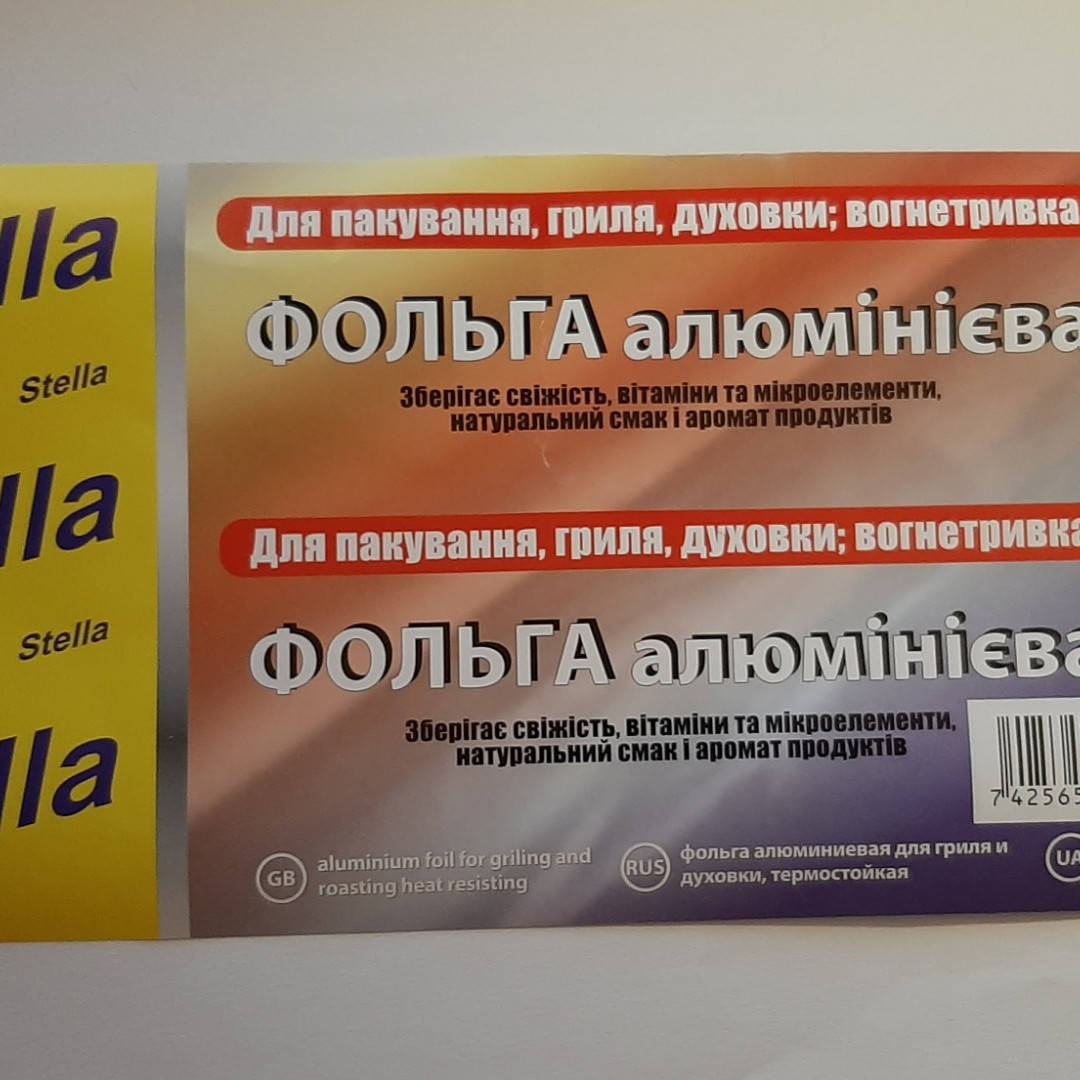 lla
Stella
lla
Stella
lla
Для пакування, гриля, духовки; вогнетривка
ФОЛЬГА алюмінієва
Зберігає свіжість, вітаміни та мікроелементи,
натуральний смак і аромат продуктів
Для пакування, гриля, духовки; вогнетривка
ФОЛЬГА алюмінієва
Зберігає свіжість, вітаміни та мікроелементи,
натуральний смак і аромат продуктів
7 42565
GB
aluminium foil for griling and
roasting heat resisting
RUS
фольга алюминиевая для гриля и
духовки, термостойкая
UA